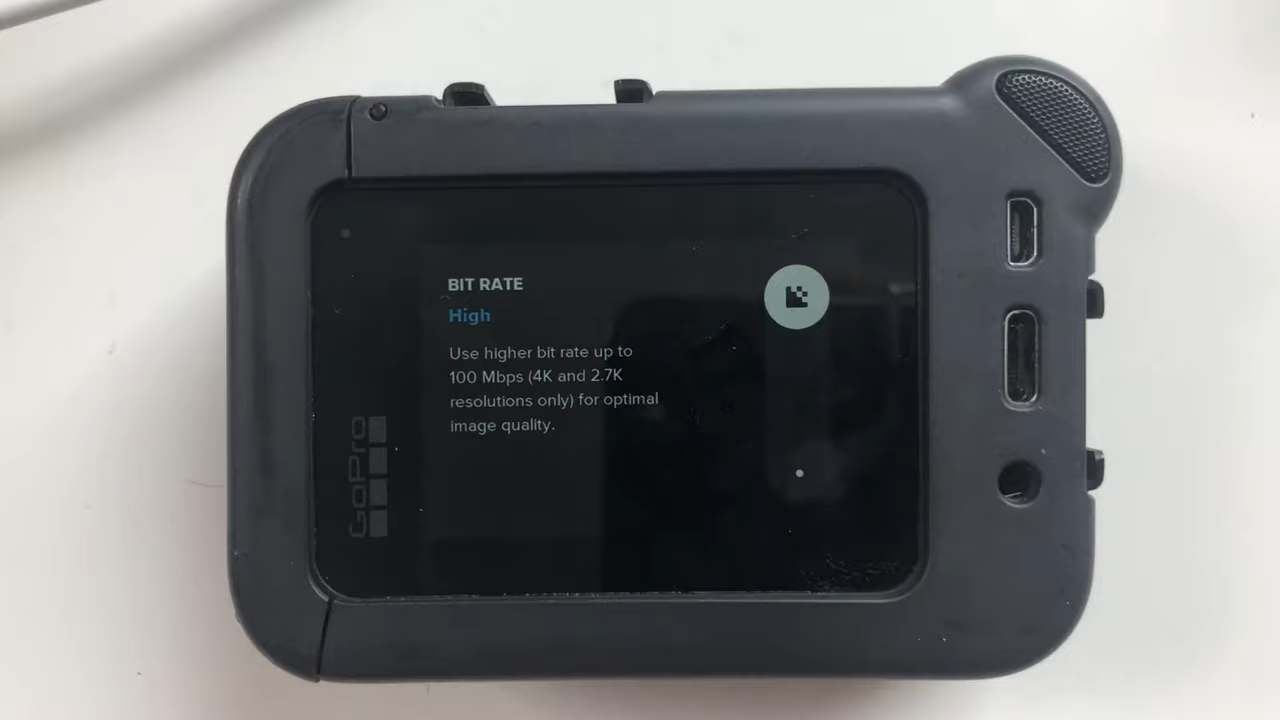 BIT RATE
High
Use higher bit rate up to
100 Mbps (4K and 2.7K
resolutions only) for optimal
image quality.
GoPro